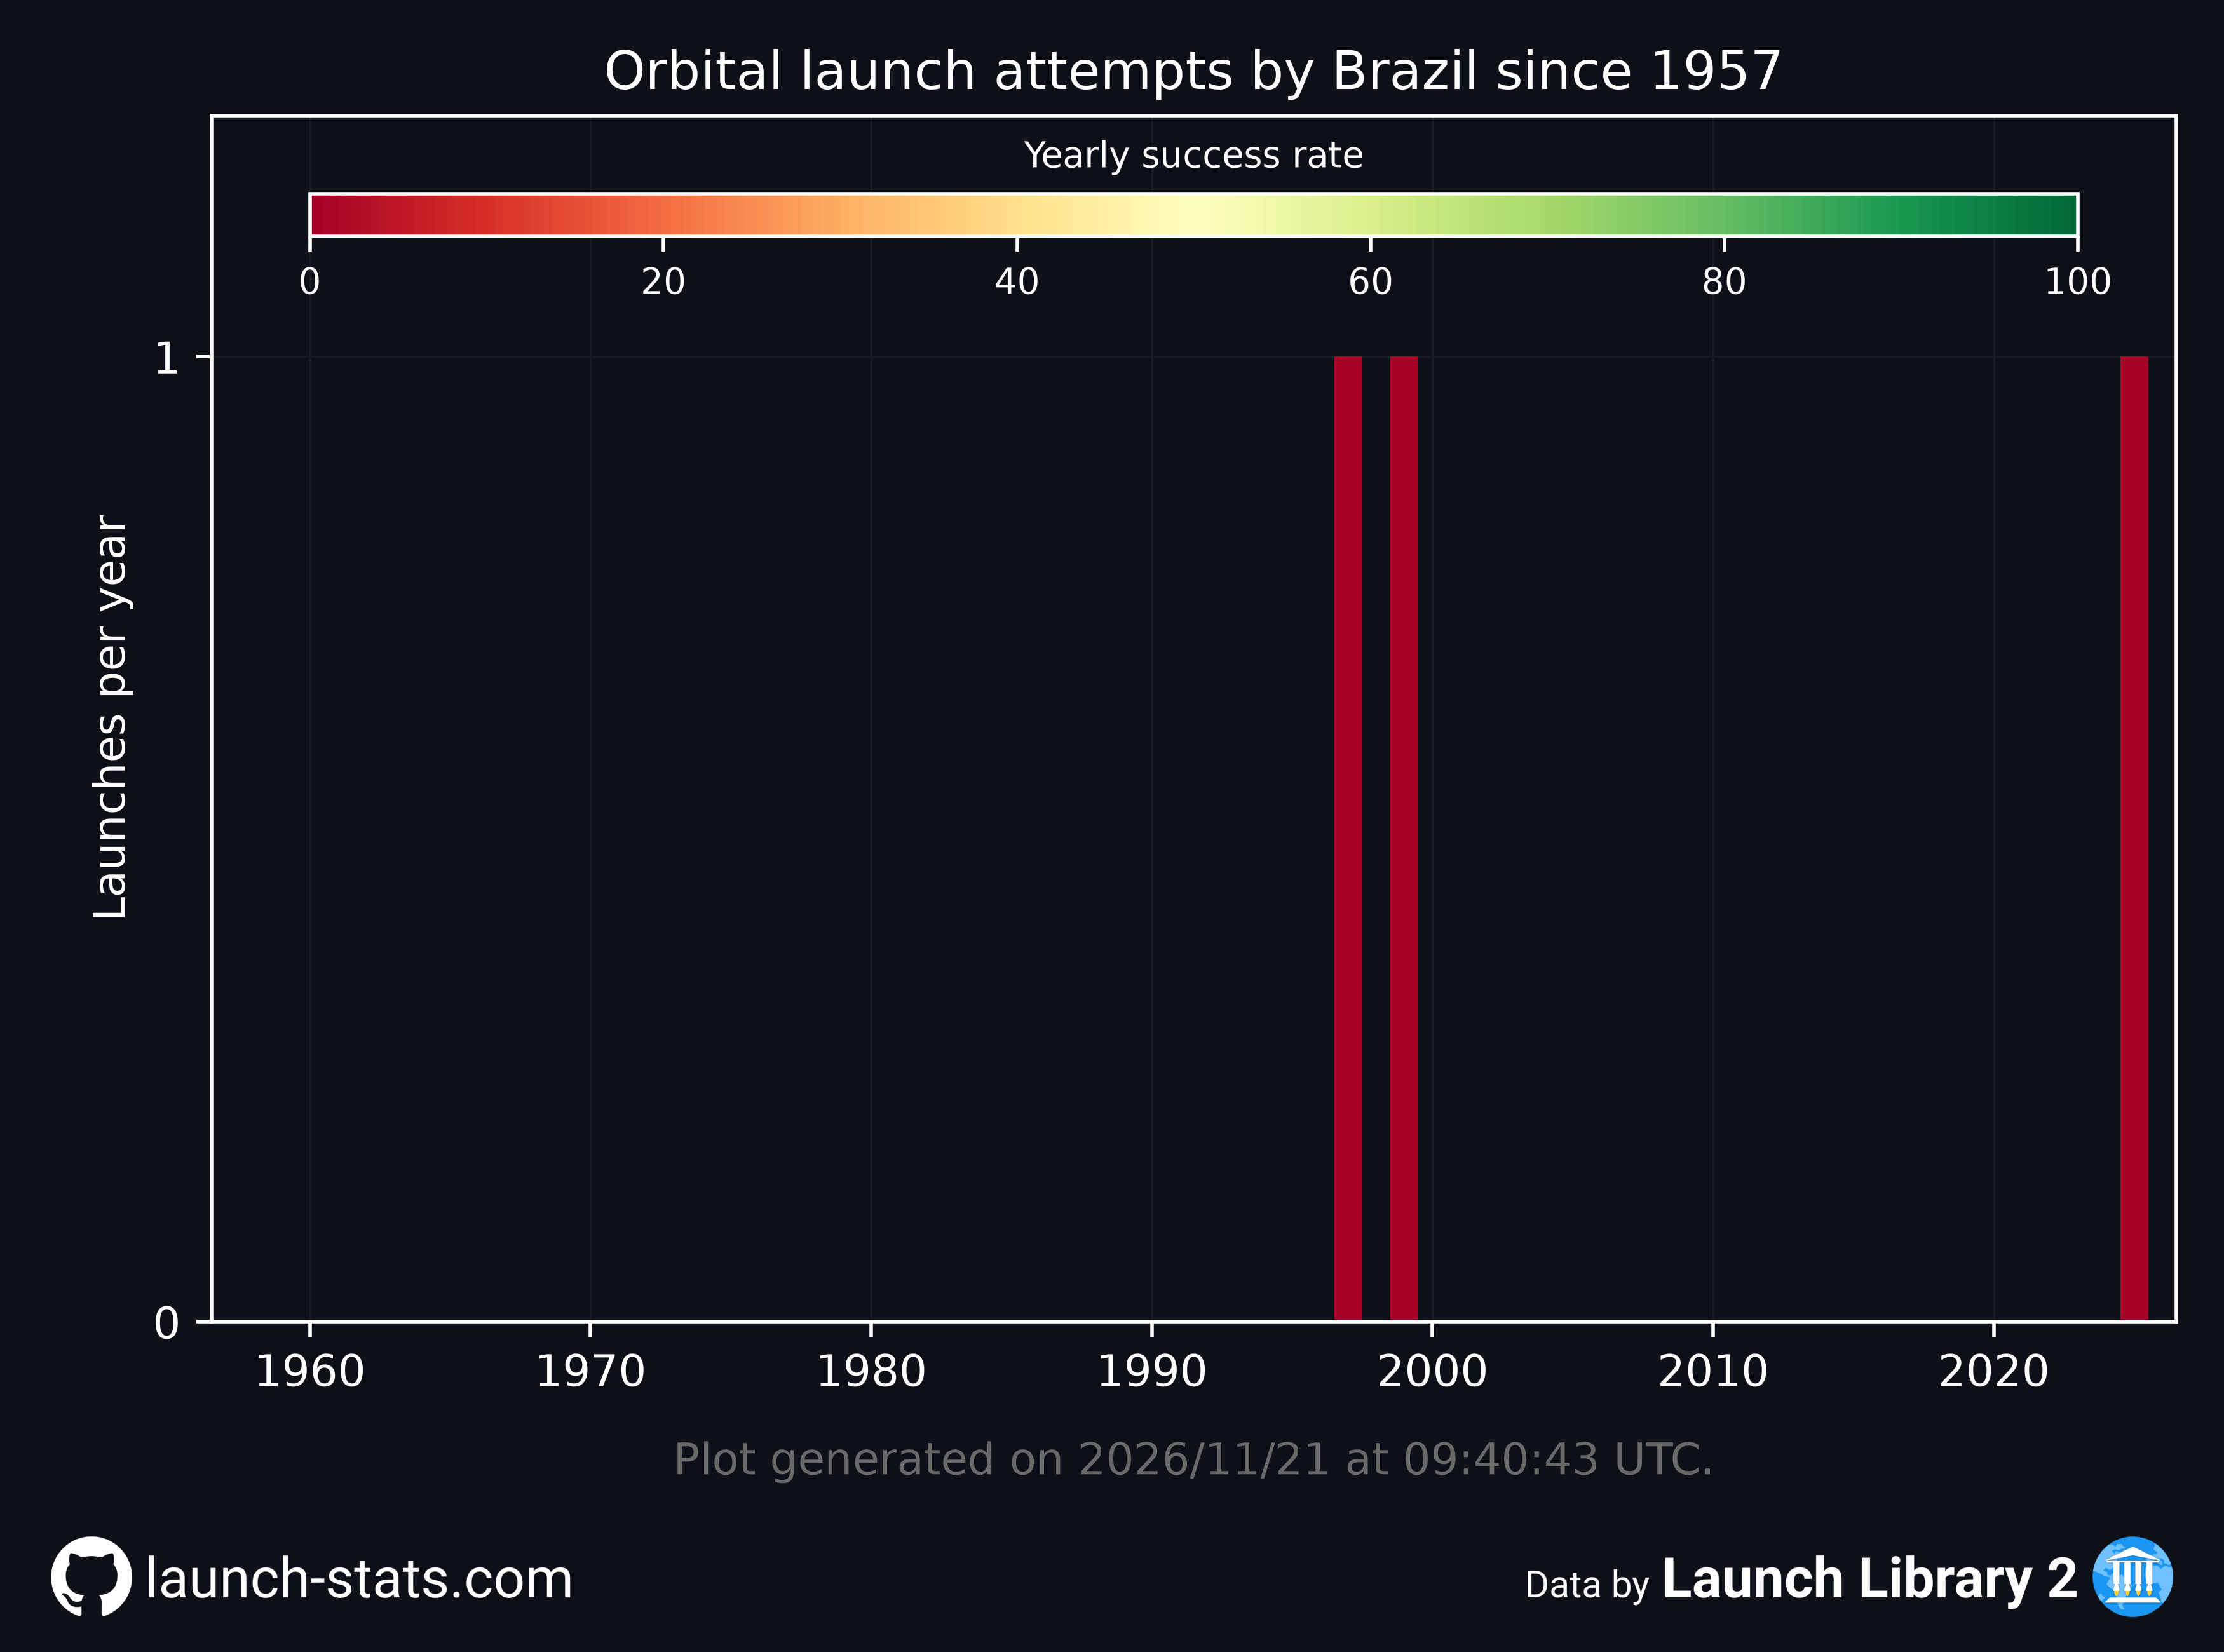 Orbital launch attempts by Brazil since 1957
Yearly success rate
0 20 40 60 80 100
Launches per year
1
0
1960 1970 1980 1990 2000 2010 2020
Plot generated on 2026/11/21 at 09:40:43 UTC.
launch-stats.com
Data by Launch Library 2